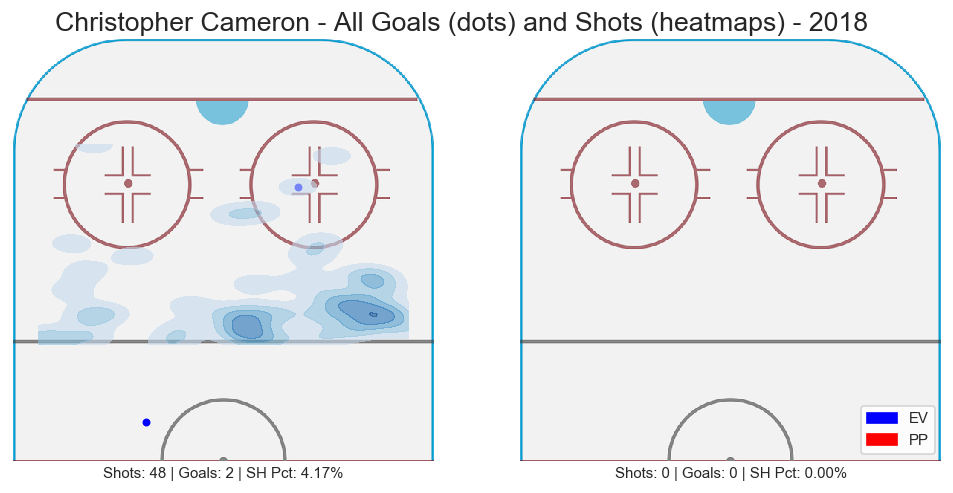 Christopher Cameron - All Goals (dots) and Shots (heatmaps) - 2018
EV
PP
Shots: 48 | Goals: 2 | SH Pct: 4.17%
Shots: 0 | Goals: 0 | SH Pct: 0.00%